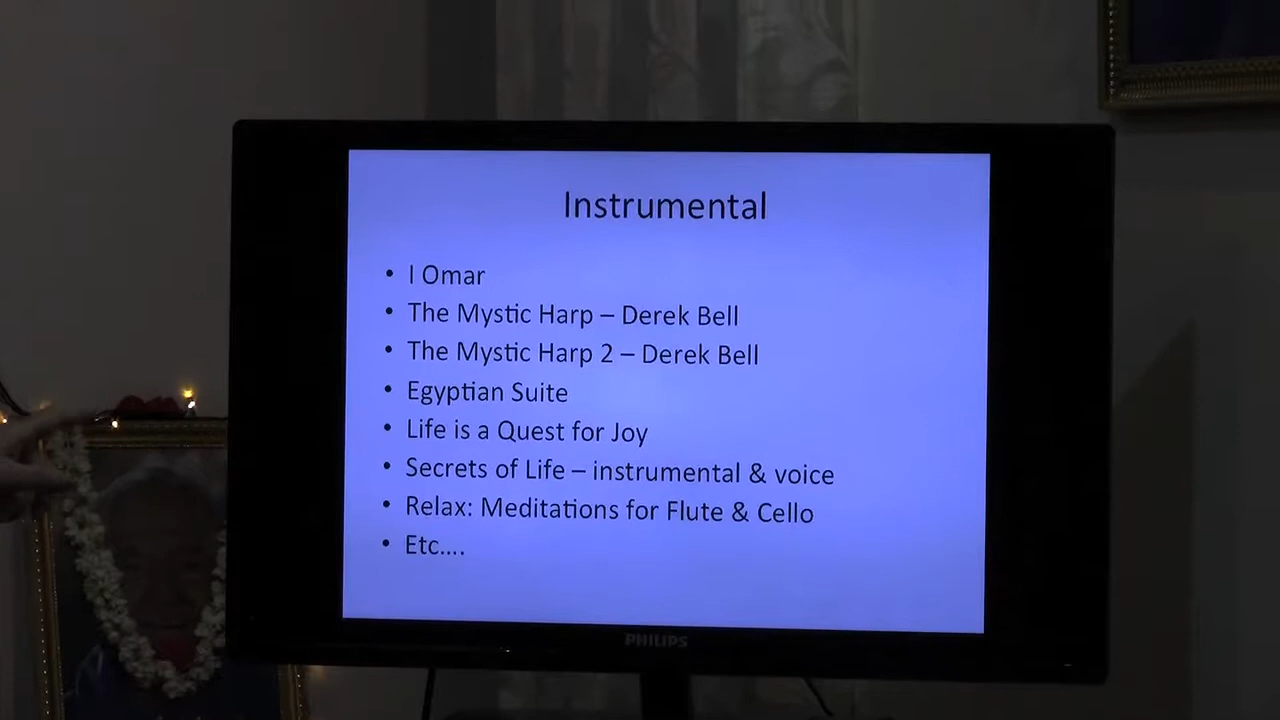 Instrumental
• I Omar
• The Mystic Harp – Derek Bell
• The Mystic Harp 2 – Derek Bell
• Egyptian Suite
• Life is a Quest for Joy
• Secrets of Life – instrumental & voice
• Relax: Meditations for Flute & Cello
• Etc....
PHILIPS